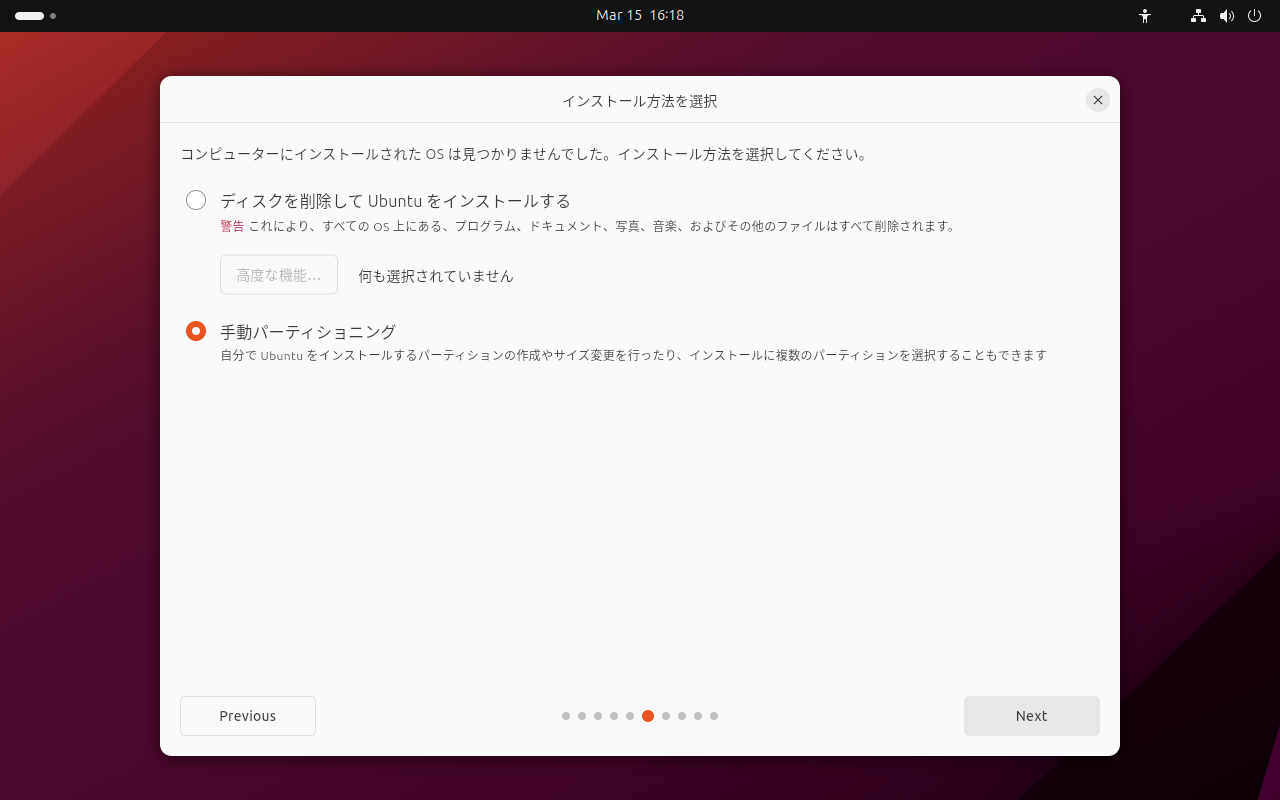 Mar 15 16:18
インストール方法を選択
コンピューターにインストールされた OS は見つかりませんでした。インストール方法を選択してください。
ディスクを削除して Ubuntu をインストールする
警告 これにより、すべての OS 上にある、プログラム、ドキュメント、写真、音楽、およびその他のファイルはすべて削除されます。
高度な機能... 何も選択されていません
手動パーティショニング
自分で Ubuntu をインストールするパーティションの作成やサイズ変更を行ったり、インストールに複数のパーティションを選択することもできます
Previous Next